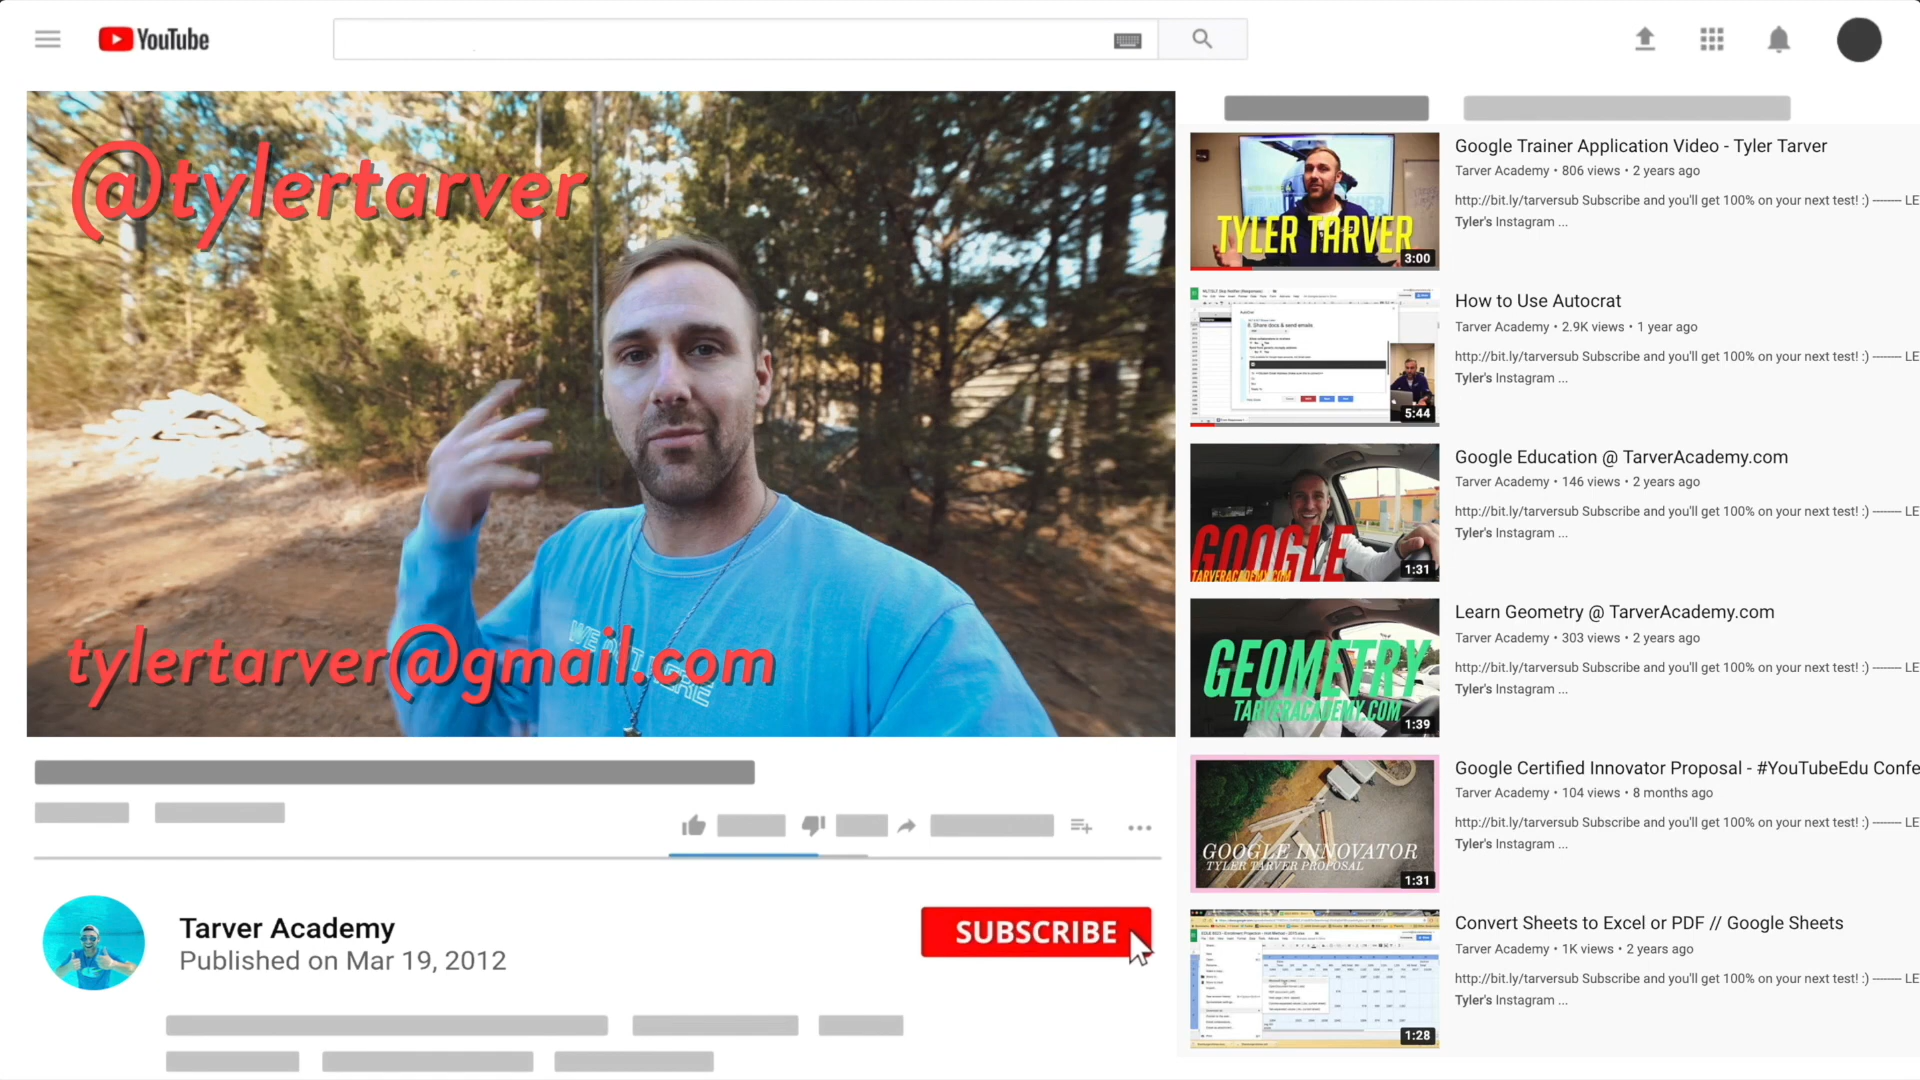 YouTube
@tylertarver
tylertarver@gmail.com
Tarver Academy
Published on Mar 19, 2012
SUBSCRIBE
TYLER TARVER
3:00
Google Trainer Application Video - Tyler Tarver
Tarver Academy • 806 views • 2 years ago
http://bit.ly/tarversub Subscribe and you'll get 100% on your next test! :) -------- LE
Tyler's Instagram ...
8. Share docs & send emails
5:44
How to Use Autocrat
Tarver Academy • 2.9K views • 1 year ago
http://bit.ly/tarversub Subscribe and you'll get 100% on your next test! :) -------- LE
Tyler's Instagram ...
GOOGLE
TARVERACADEMY.COM
1:31
Google Education @ TarverAcademy.com
Tarver Academy • 146 views • 2 years ago
http://bit.ly/tarversub Subscribe and you'll get 100% on your next test! :) -------- LE
Tyler's Instagram ...
GEOMETRY
TARVERACADEMY.COM
1:39
Learn Geometry @ TarverAcademy.com
Tarver Academy • 303 views • 2 years ago
http://bit.ly/tarversub Subscribe and you'll get 100% on your next test! :) -------- LE
Tyler's Instagram ...
GOOGLE INNOVATOR
TYLER TARVER PROPOSAL
1:31
Google Certified Innovator Proposal - #YouTubeEdu Confe
Tarver Academy • 104 views • 8 months ago
http://bit.ly/tarversub Subscribe and you'll get 100% on your next test! :) -------- LE
Tyler's Instagram ...
1:28
Convert Sheets to Excel or PDF // Google Sheets
Tarver Academy • 1K views • 2 years ago
http://bit.ly/tarversub Subscribe and you'll get 100% on your next test! :) -------- LE
Tyler's Instagram ...